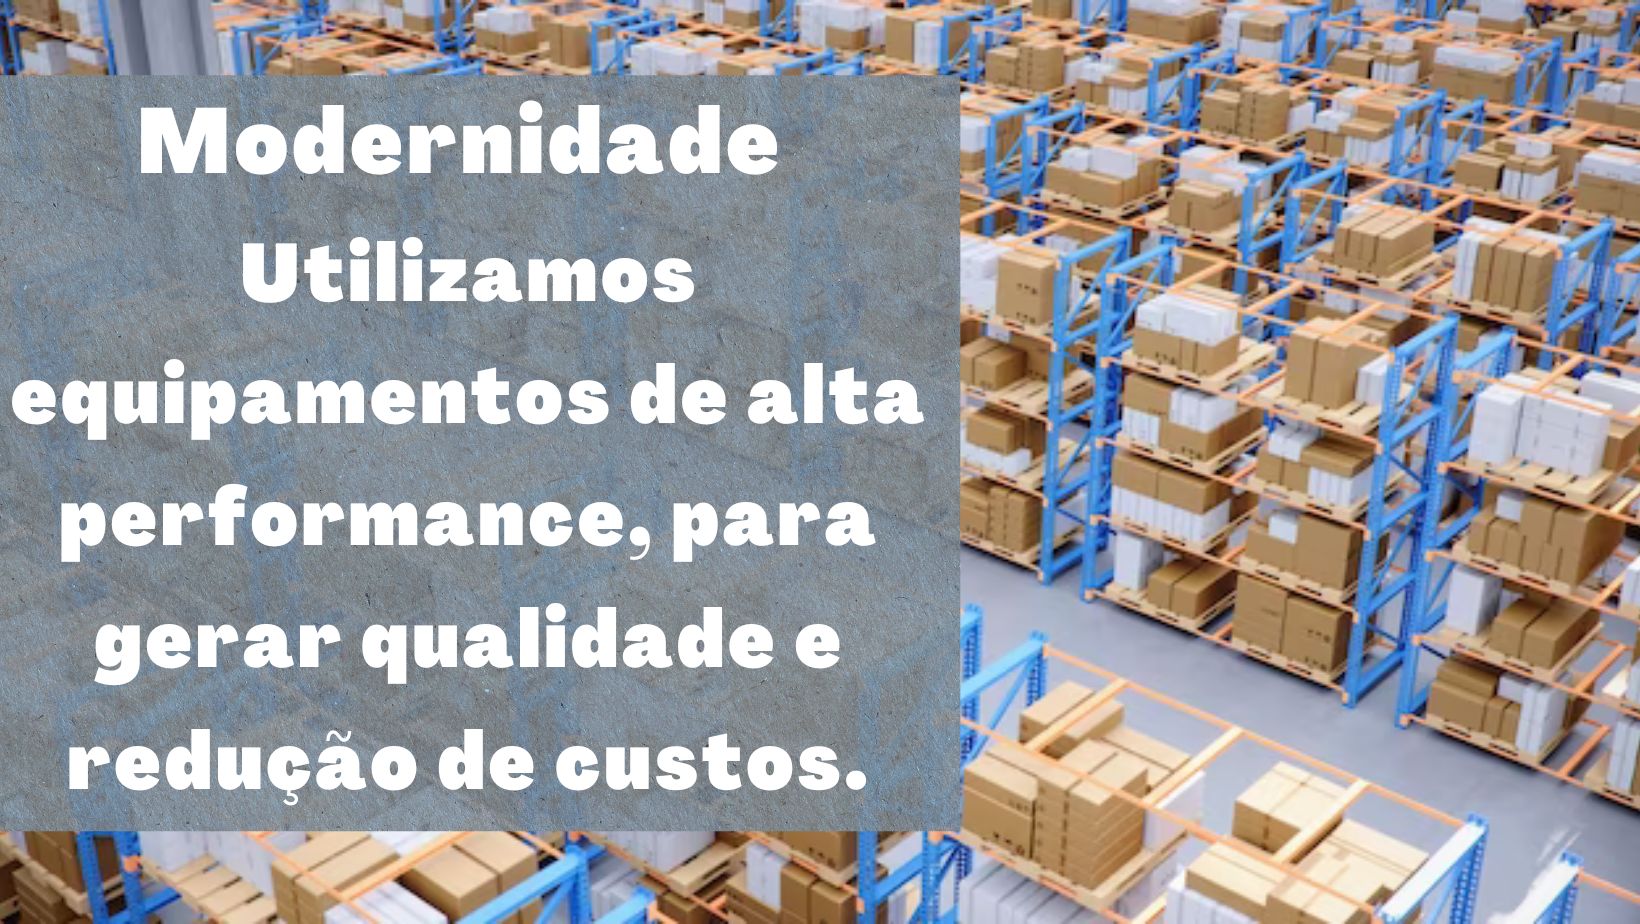 Modernidade
Utilizamos
equipamentos de alta
performance, para
gerar qualidade e
redução de custos.